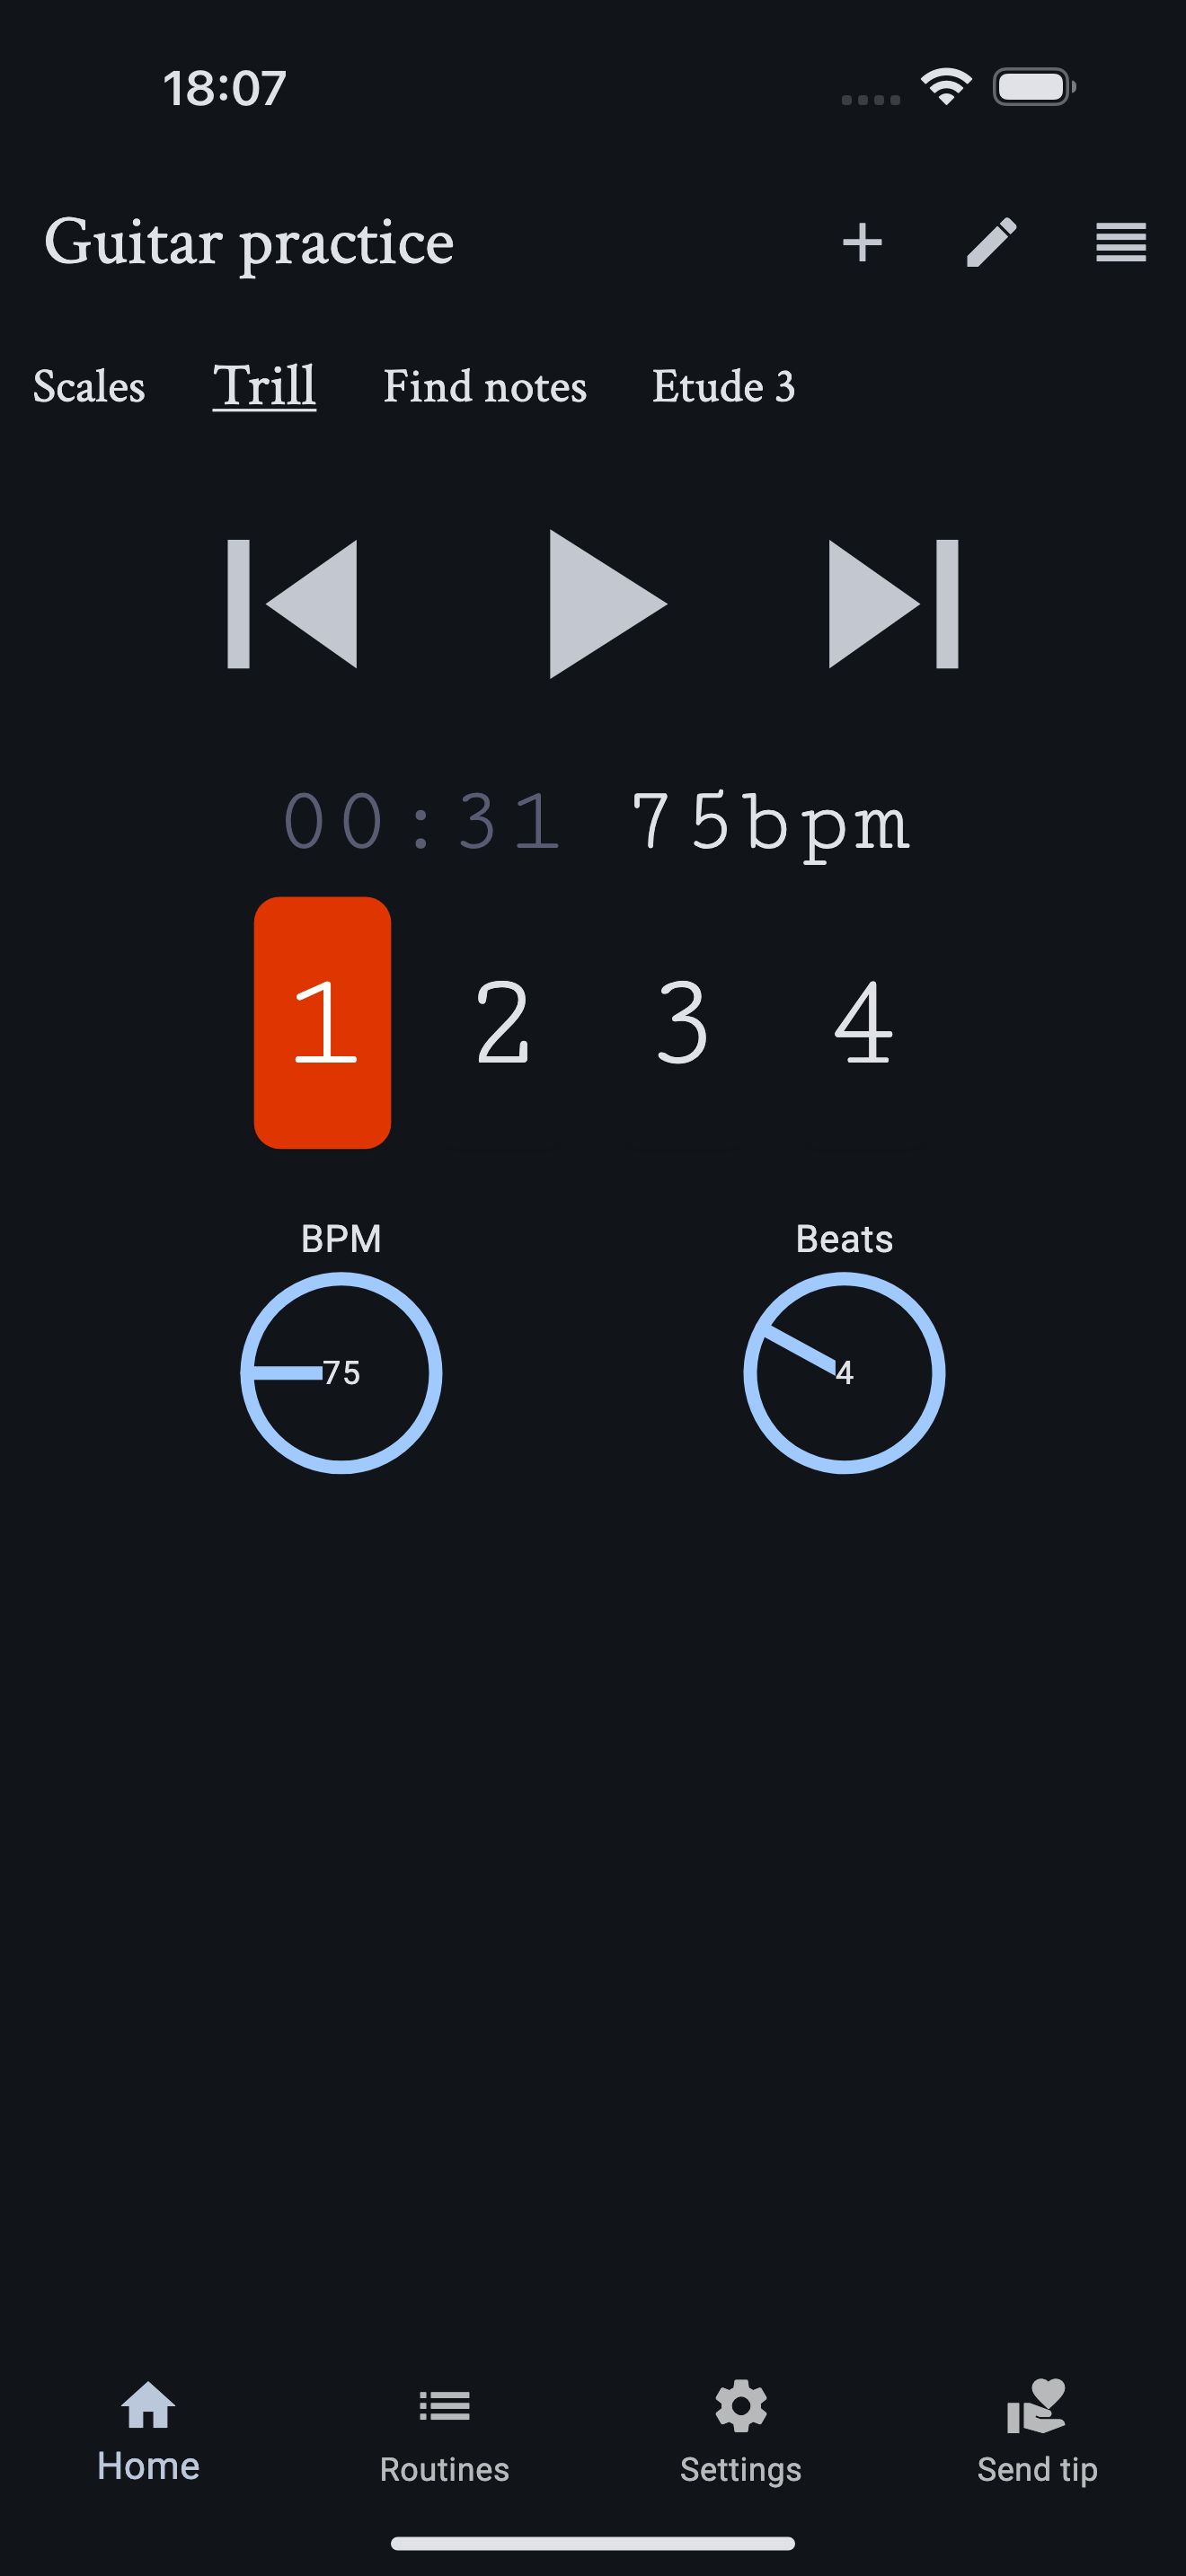 18:07
Guitar practice
Scales Trill Find notes Etude 3
00:31 75bpm
1 2 3 4
BPM Beats
75 4
Home Routines Settings Send tip